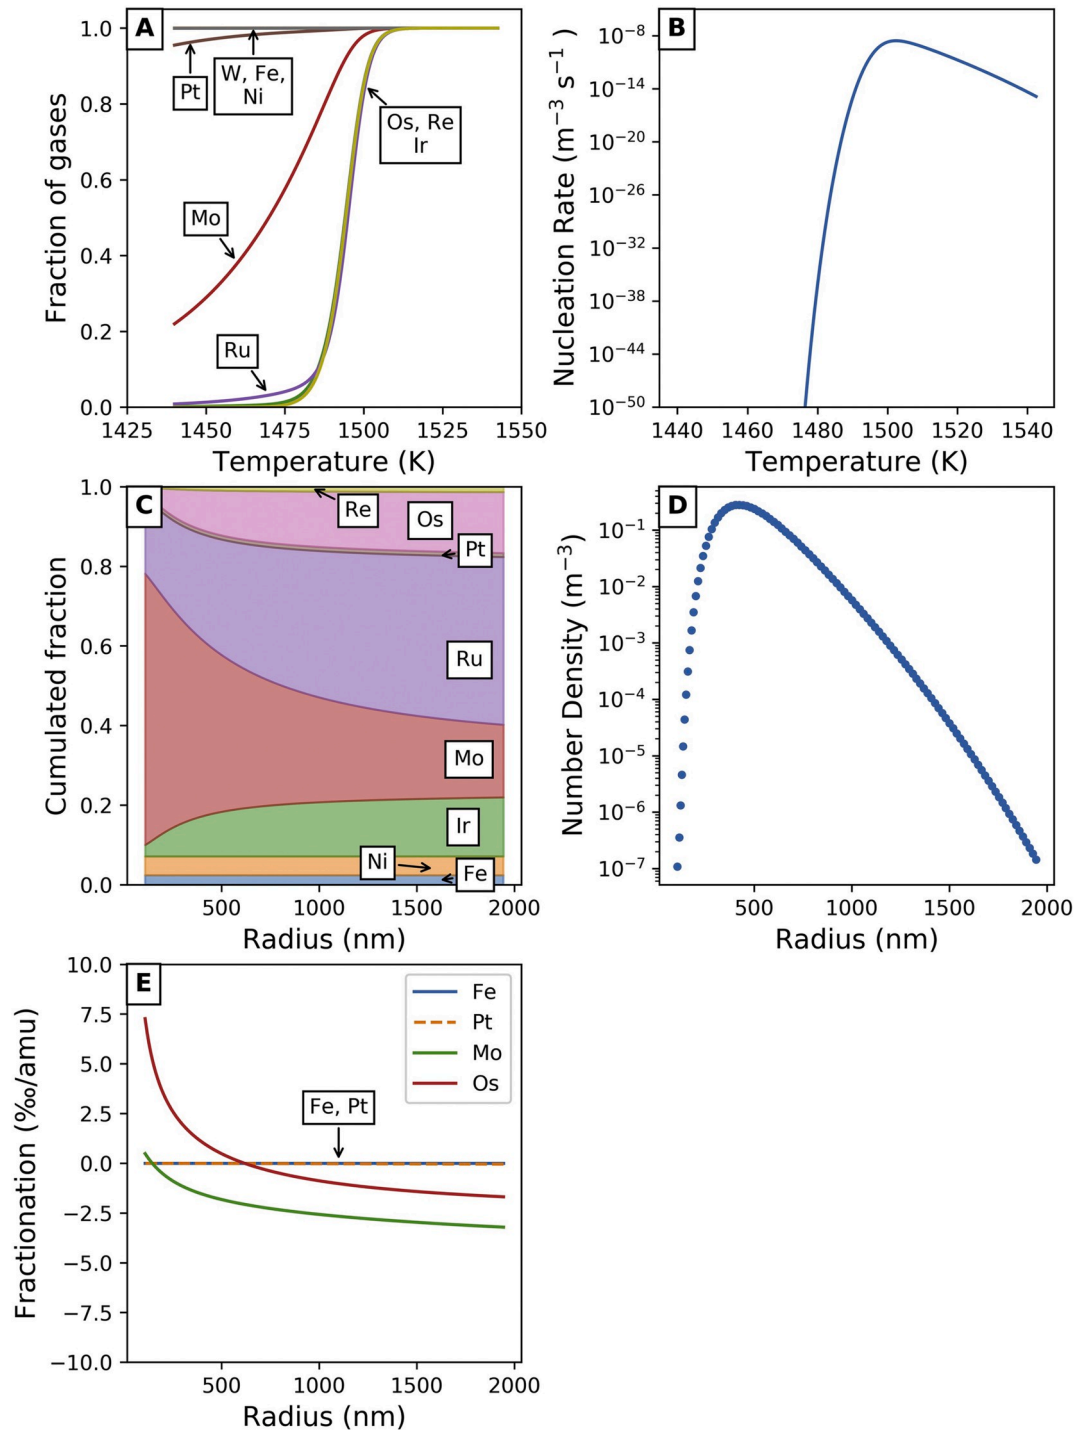 A
Fraction of gases
1.0
0.8
0.6
0.4
0.2
0.0
Pt
W, Fe,
Ni
Os, Re
Ir
Mo
Ru
1425 1450 1475 1500 1525 1550
Temperature (K)
B
Nucleation Rate (m⁻³ s⁻¹ )
10⁻⁸
10⁻¹⁴
10⁻²⁰
10⁻²⁶
10⁻³²
10⁻³⁸
10⁻⁴⁴
10⁻⁵⁰
1440 1460 1480 1500 1520 1540
Temperature (K)
C
Cumulated fraction
1.0
0.8
0.6
0.4
0.2
0.0
Re
Os
Pt
Ru
Mo
Ir
Ni
Fe
500 1000 1500 2000
Radius (nm)
D
Number Density (m⁻³)
10⁻¹
10⁻²
10⁻³
10⁻⁴
10⁻⁵
10⁻⁶
10⁻⁷
500 1000 1500 2000
Radius (nm)
E
Fractionation (‰/amu)
10.0
7.5
5.0
2.5
0.0
−2.5
−5.0
−7.5
−10.0
Fe
Pt
Mo
Os
Fe, Pt
500 1000 1500 2000
Radius (nm)